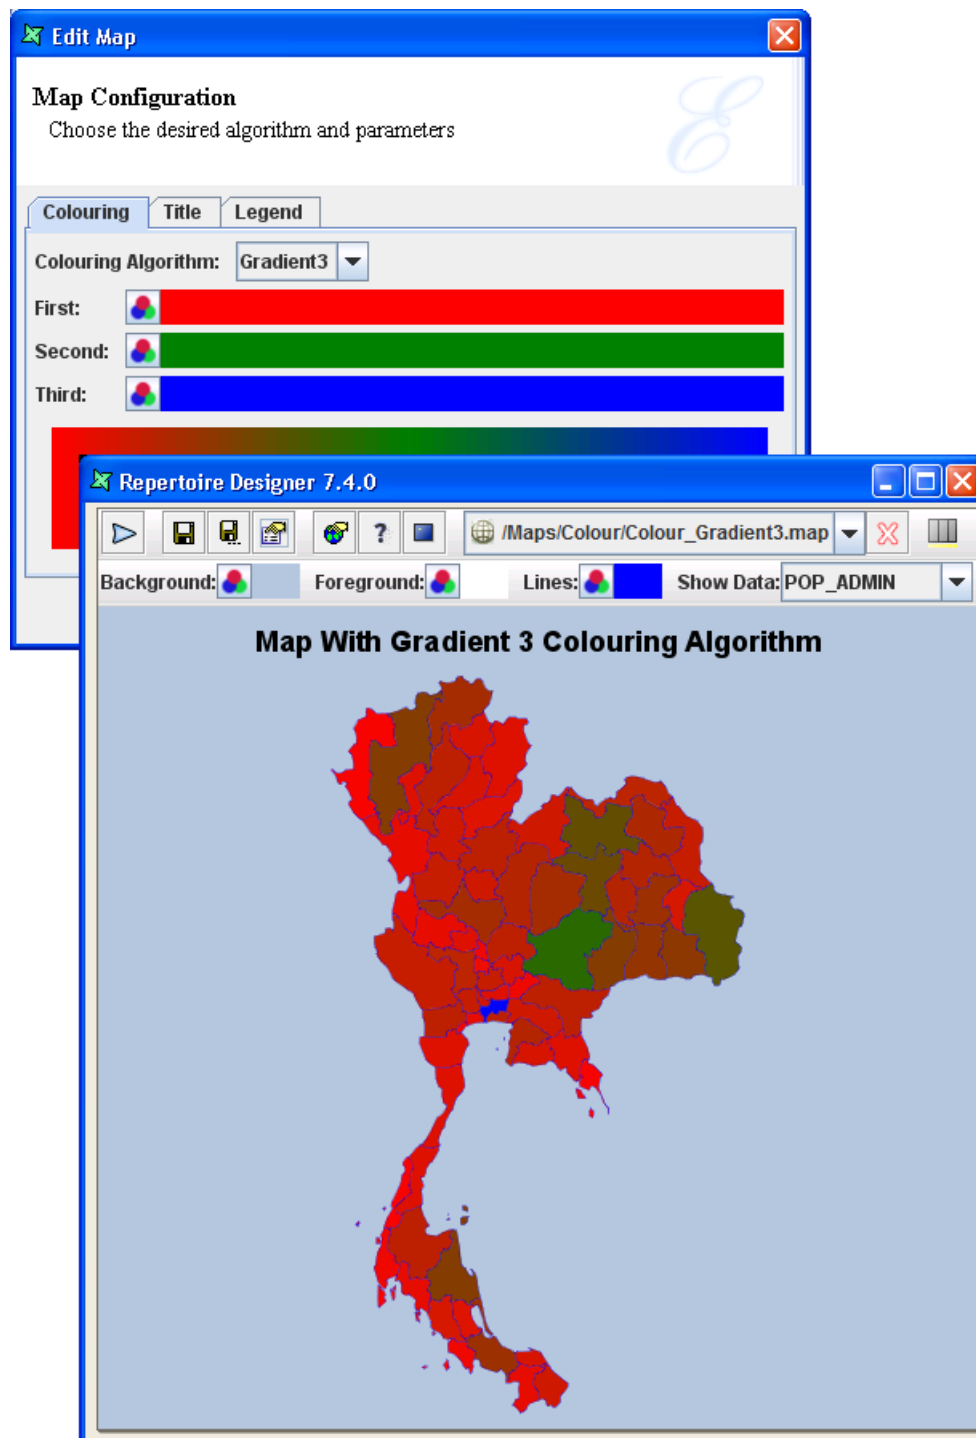 Edit Map
Map Configuration
Choose the desired algorithm and parameters
Colouring Title Legend
Colouring Algorithm: Gradient3
First:
Second:
Third:
Repertoire Designer 7.4.0
? /Maps/Colour/Colour_Gradient3.map
Background: Foreground: Lines: Show Data: POP_ADMIN
Map With Gradient 3 Colouring Algorithm